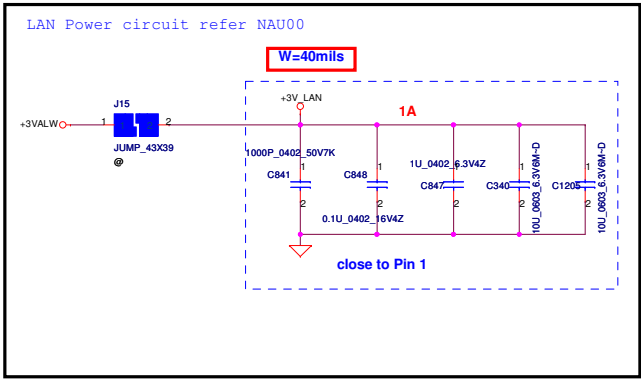 LAN Power circuit refer NAU00
W=40mils
J15
+3V_LAN
+3VALW
1
2
1A
JUMP_43X39
@
1000P_0402_50V7K
1U_0402_6.3V4Z
1
1
1
1
1
C841
C848
C847
C340
C1205
2
2
2
2
2
0.1U_0402_16V4Z
10U_0603_6.3V6M~D
10U_0603_6.3V6M~D
close to Pin 1